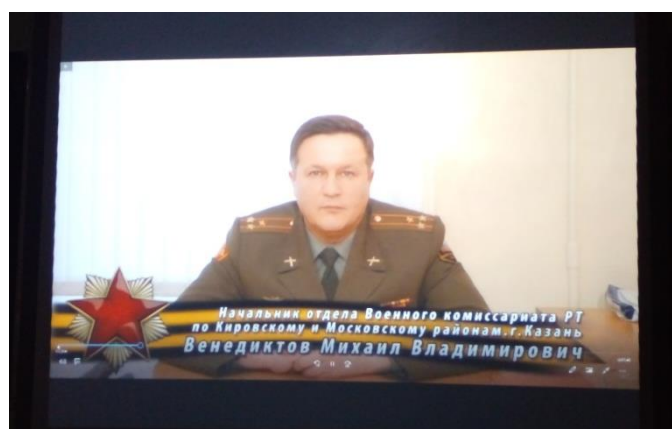 Начальник отдела Военного комиссариата РТ
по Кировскому и Московскому районам.г.Казань
Венедиктов Михаил Владимирович